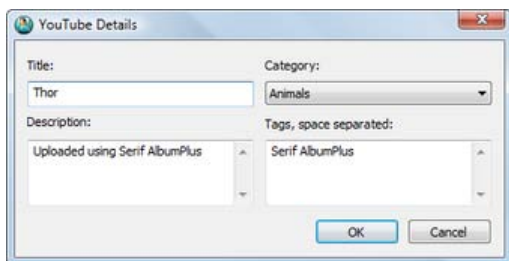 YouTube Details
Title:
Thor
Category:
Animals
Description:
Uploaded using Serif AlbumPlus
Tags, space separated:
Serif AlbumPlus
OK
Cancel